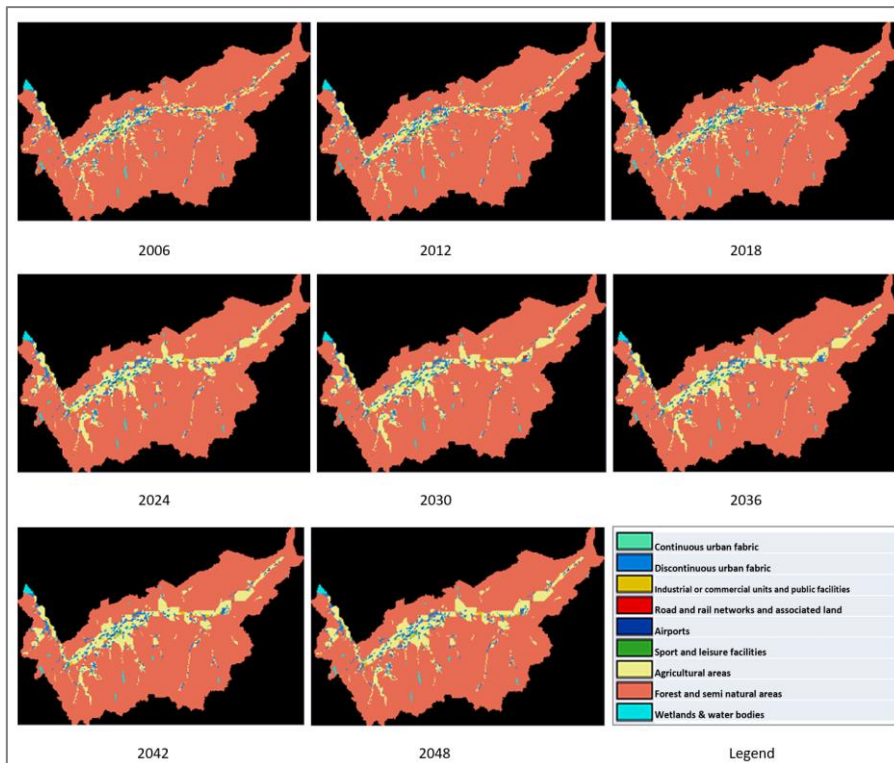 2006
2012
2018
2024
2030
2036
Continuous urban fabric
Discontinuous urban fabric
Industrial or commercial units and public facilities
Road and rail networks and associated land
Airports
Sport and leisure facilities
Agricultural areas
Forest and semi natural areas
Wetlands & water bodies
2042
2048
Legend